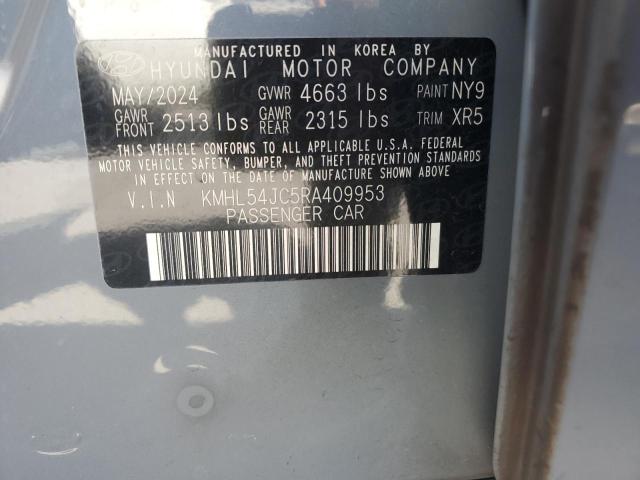 MANUFACTURED IN KOREA BY
HYUNDAI MOTOR COMPANY
MAY/2024 GVWR 4663 lbs PAINT NY9
GAWR FRONT 2513 lbs GAWR REAR 2315 lbs TRIM XR5
THIS VEHICLE CONFORMS TO ALL APPLICABLE U.S.A. FEDERAL
MOTOR VEHICLE SAFETY, BUMPER, AND THEFT PREVENTION
STANDARDS IN EFFECT ON THE DATE OF MANUFACTURE SHOWN ABOVE.
V.I.N KMHL54JC5RA409953
PASSENGER CAR